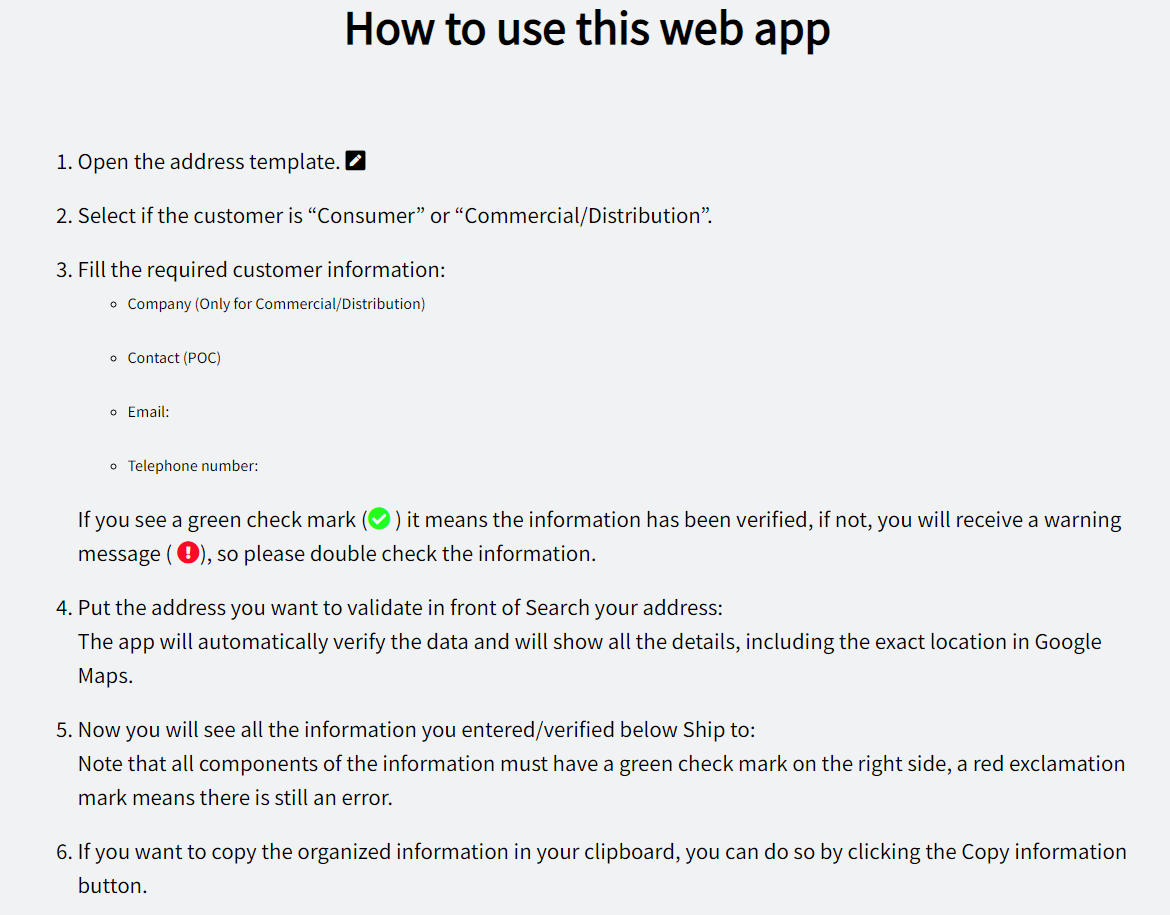 How to use this web app
1. Open the address template.
2. Select if the customer is “Consumer” or “Commercial/Distribution”.
3. Fill the required customer information:
Company (Only for Commercial/Distribution)
Contact (POC)
Email:
Telephone number:
If you see a green check mark ( ) it means the information has been verified, if not, you will receive a warning
message ( ), so please double check the information.
4. Put the address you want to validate in front of Search your address:
The app will automatically verify the data and will show all the details, including the exact location in Google
Maps.
5. Now you will see all the information you entered/verified below Ship to:
Note that all components of the information must have a green check mark on the right side, a red exclamation
mark means there is still an error.
6. If you want to copy the organized information in your clipboard, you can do so by clicking the Copy information
button.